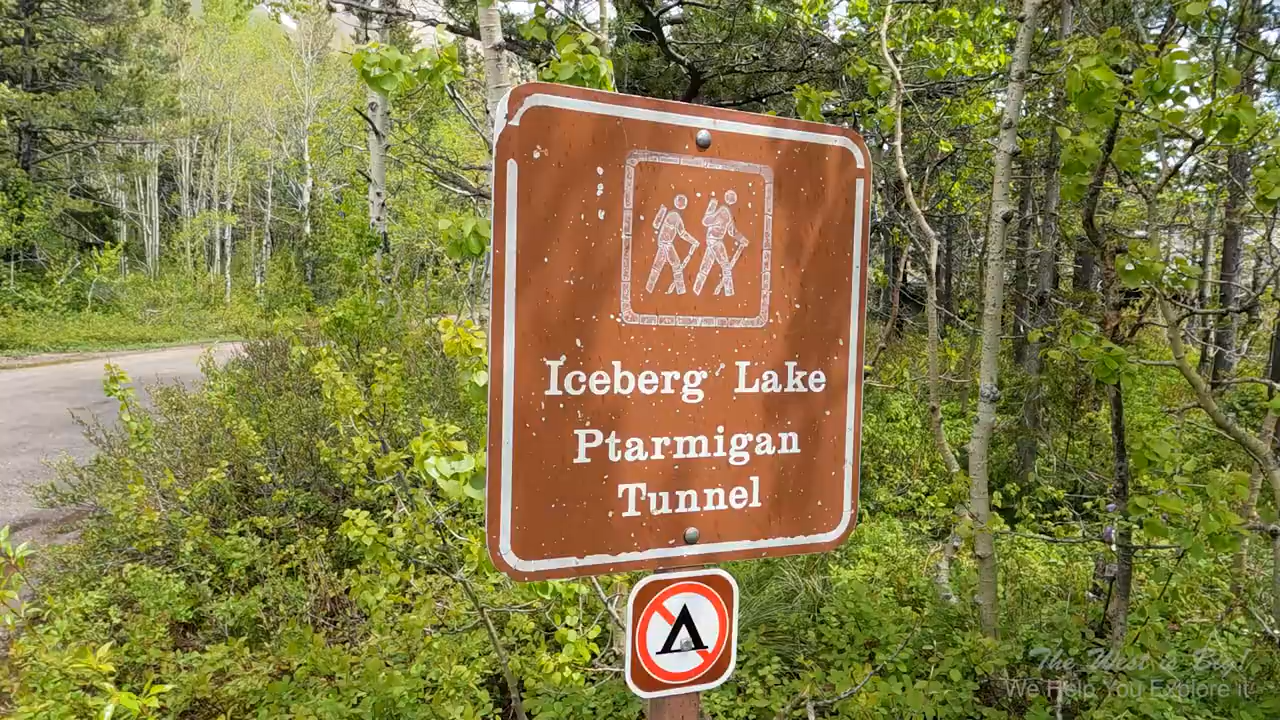 Iceberg Lake
Ptarmigan
Tunnel
The West is Big!
We Help You Explore it